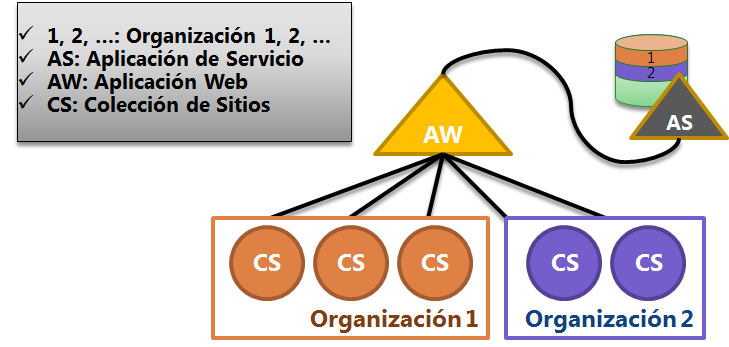 ✓ 1, 2, ...: Organización 1, 2, ...
✓ AS: Aplicación de Servicio
✓ AW: Aplicación Web
✓ CS: Colección de Sitios
1
2
AS
AW
CS CS CS
Organización 1
CS CS
Organización 2